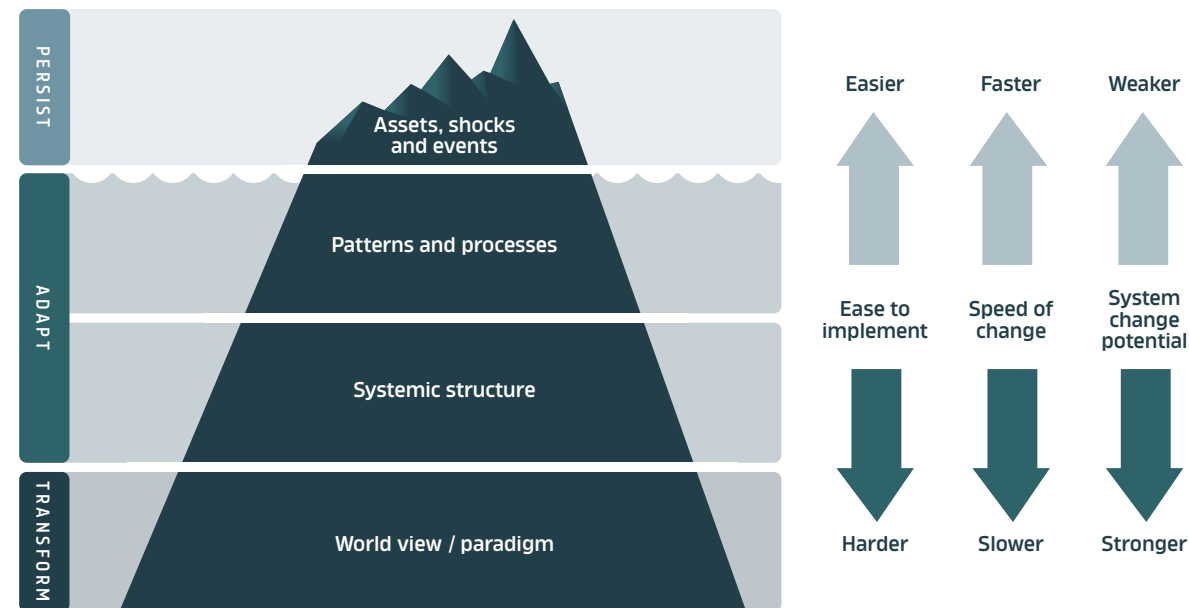 PERSIST
Assets, shocks
and events
ADAPT
Patterns and processes
Systemic structure
TRANSFORM
World view / paradigm
Easier
Faster
Weaker
Ease to
implement
Speed of
change
System
change
potential
Harder
Slower
Stronger